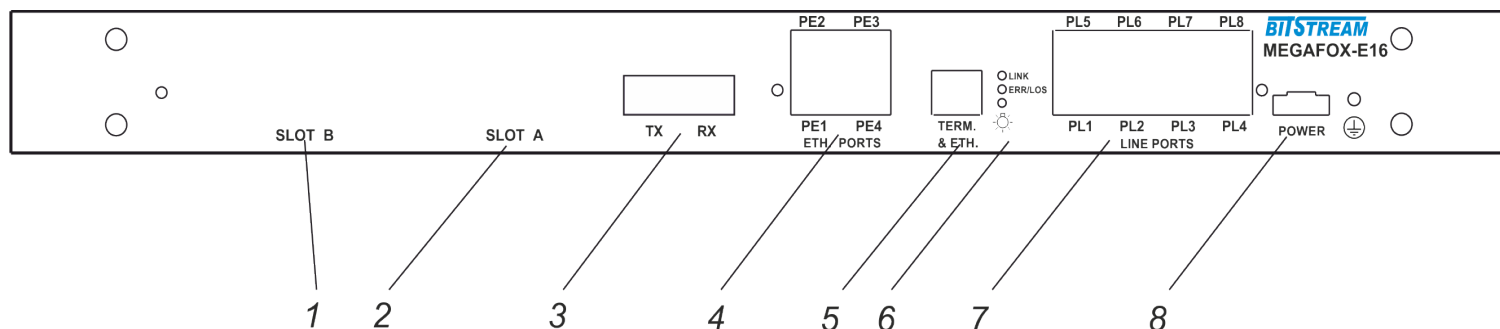 PE2 PE3
PL5 PL6 PL7 PL8
BITSTREAM
MEGAFOX-E16
LINK
ERR/LOS
SLOT B
SLOT A
TX RX
PE1 PE4
ETH. PORTS
TERM.
& ETH.
PL1 PL2 PL3 PL4
LINE PORTS
POWER
1 2 3 4 5 6 7 8